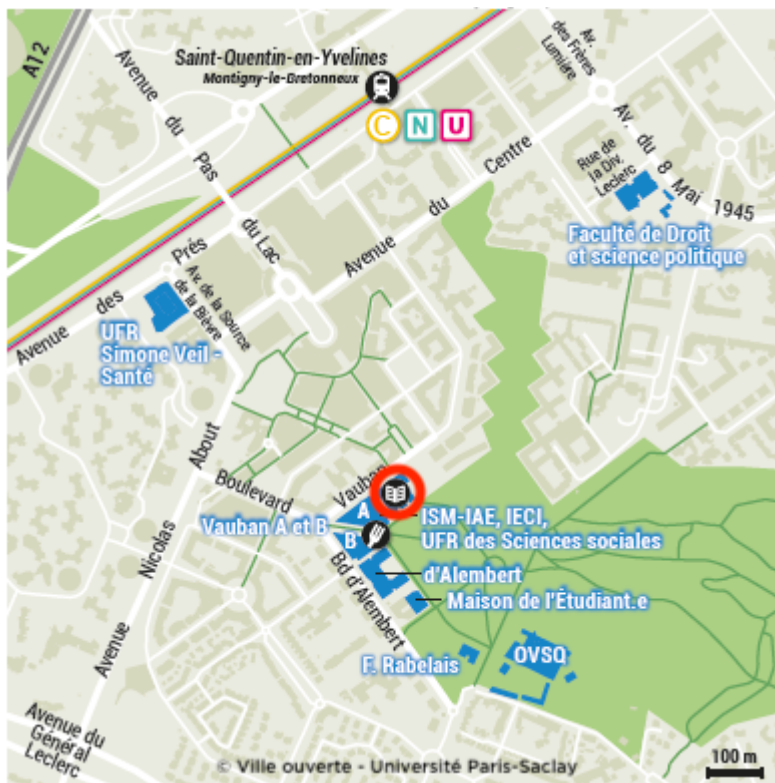 A12
Saint-Quentin-en-Yvelines
Montigny-le-Bretonneux
C N U
Av.
des Frères
Lumière
Avenue du Pas du Lac
Avenue du Centre
Rue de
la Div.
Leclerc
Av. du 8 Mai 1945
Faculté de Droit
et science politique
Avenue des Prés
Av. de la Source
de la Bièvre
UFR
Simone Veil -
Santé
Avenue Nicolas About
Boulevard Vauban
A
B
Vauban A et B
ISM-IAE, IECI,
UFR des Sciences sociales
d'Alembert
Maison de l'Étudiant.e
Bd d'Alembert
F. Rabelais
OVSQ
Avenue du
Général
Leclerc
© Ville ouverte - Université Paris-Saclay
100 m